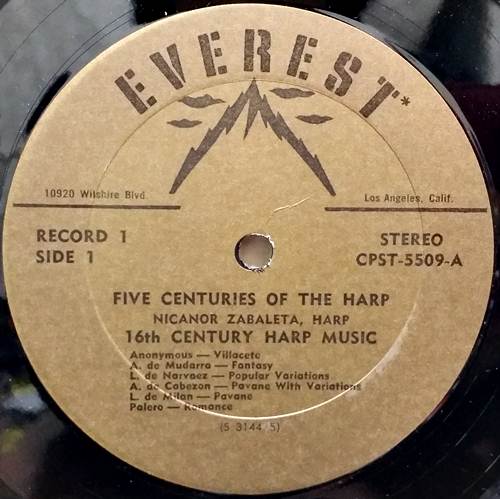 EVEREST*
10920 Wilshire Blvd.
Los Angeles, Calif.
RECORD 1
SIDE 1
STEREO
CPST-5509-A
FIVE CENTURIES OF THE HARP
NICANOR ZABALETA, HARP
16th CENTURY HARP MUSIC
Anonymous — Villacete
A. de Mudarra — Fantasy
L. de Narvaez — Popular Variations
A. de Cabezon — Pavane With Variations
L. de Milan — Pavane
Palero — Romance
(S 3144/5)